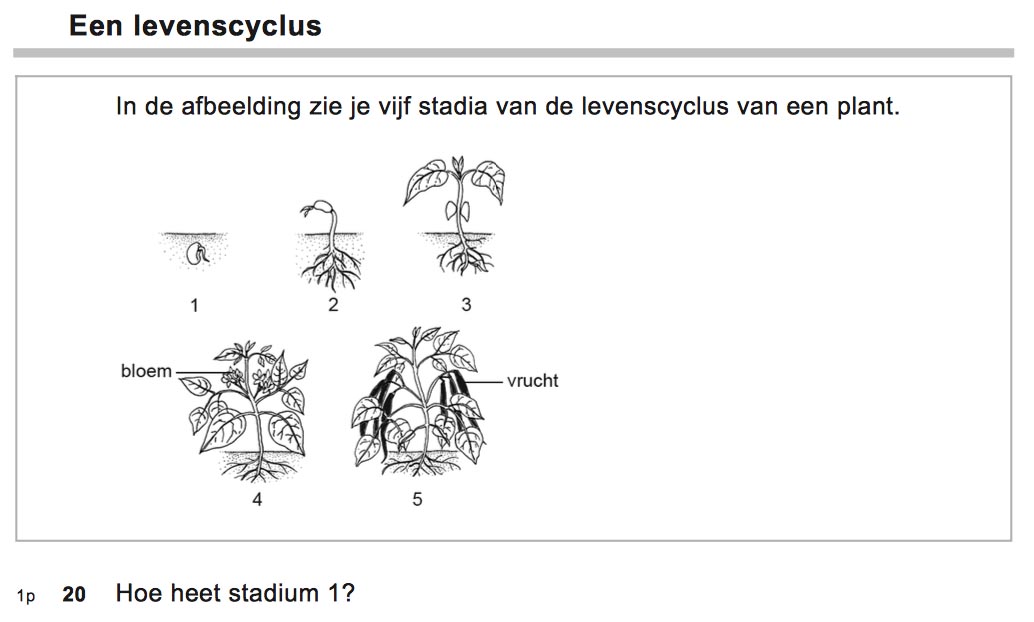 Een levenscyclus
In de afbeelding zie je vijf stadia van de levenscyclus van een plant.
1
2
3
bloem
vrucht
4
5
1p 20 Hoe heet stadium 1?